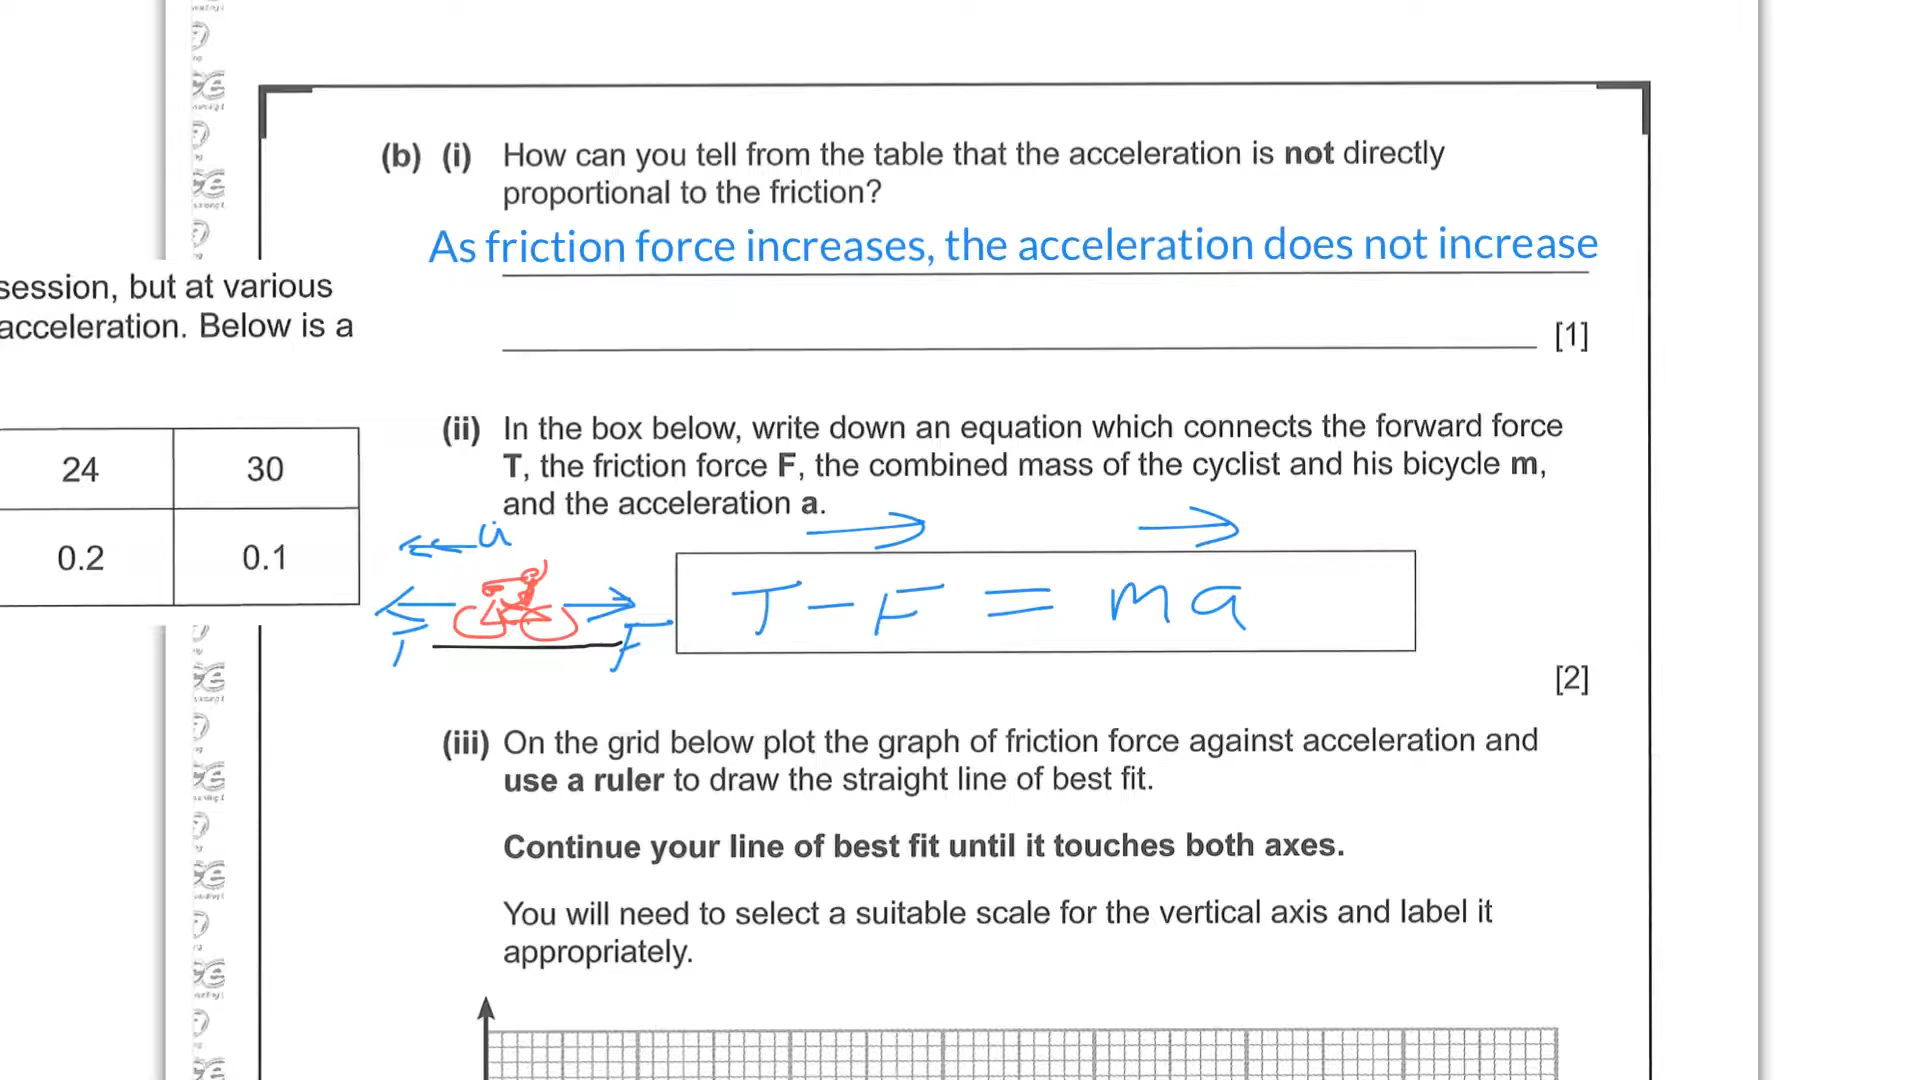 (b) (i) How can you tell from the table that the acceleration is not directly
proportional to the friction?
As friction force increases, the acceleration does not increase
[1]
session, but at various
acceleration. Below is a
24 30
0.2 0.1
(ii) In the box below, write down an equation which connects the forward force
T, the friction force F, the combined mass of the cyclist and his bicycle m,
and the acceleration a.
a
T F
T - F = ma
[2]
(iii) On the grid below plot the graph of friction force against acceleration and
use a ruler to draw the straight line of best fit.
Continue your line of best fit until it touches both axes.
You will need to select a suitable scale for the vertical axis and label it
appropriately.